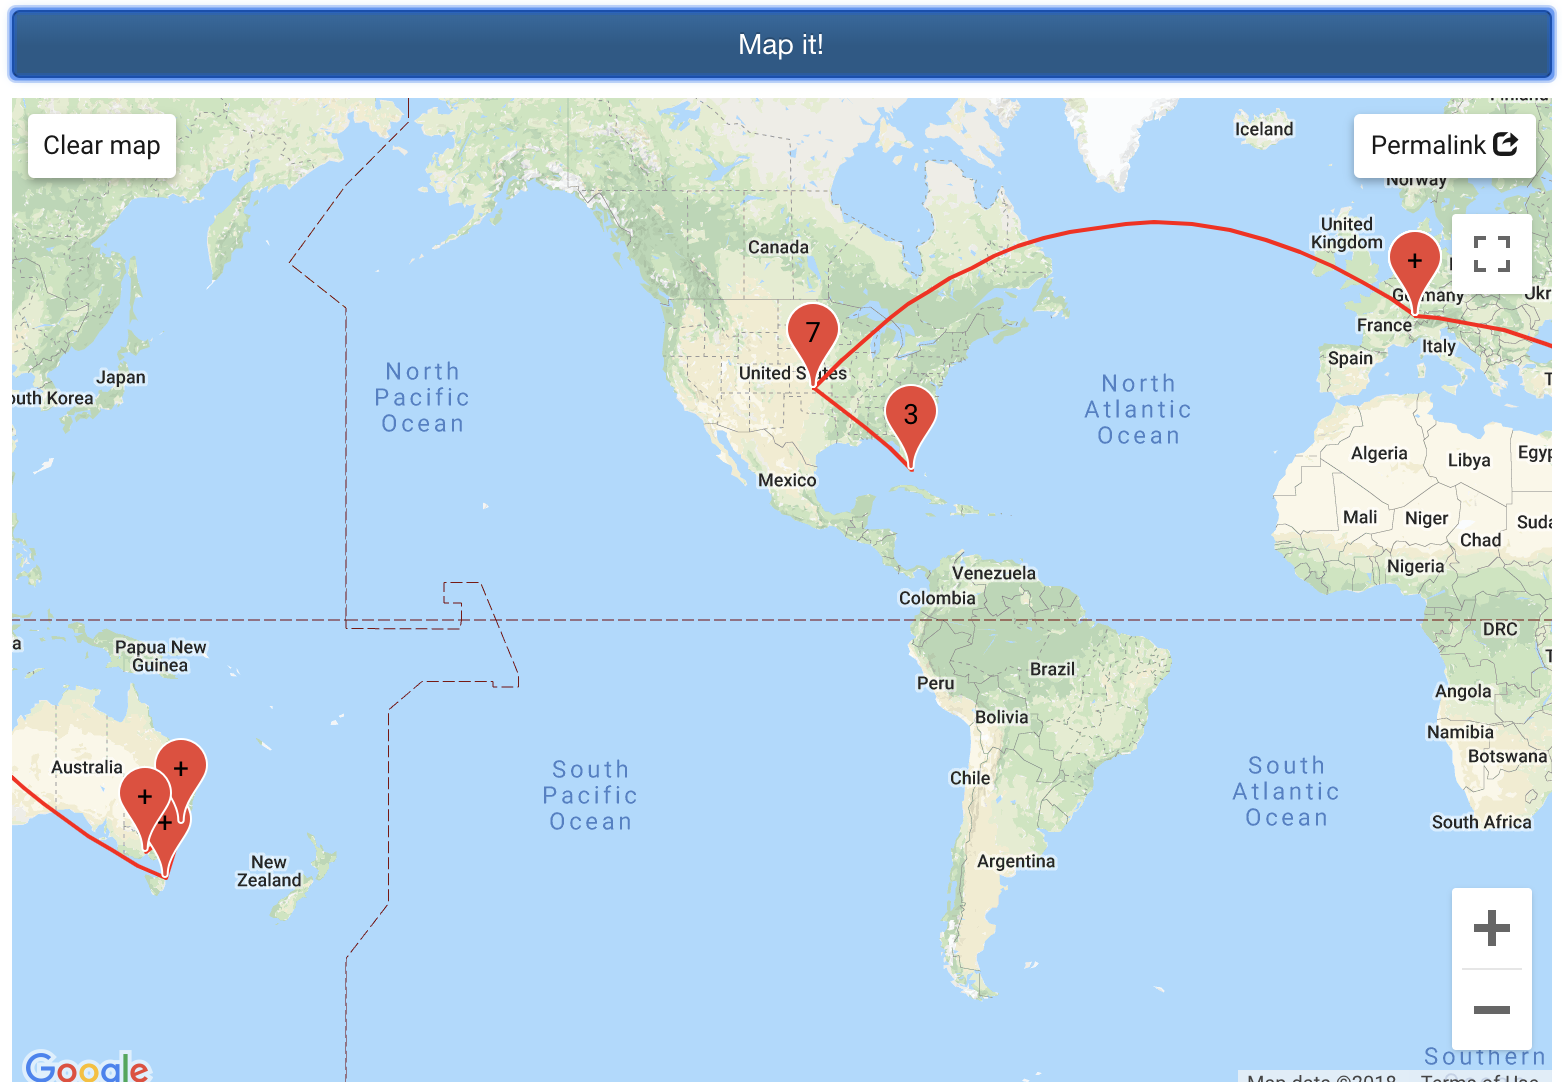 Map it!
Clear map
Iceland
Permalink
Norway
United
Kingdom
Canada
+
Germany
Ukr
7
France
Italy
Spain
United States
Japan
North
Pacific
Ocean
North
Atlantic
Ocean
3
outh Korea
Mexico
Algeria
Libya
Egyp
Mali
Niger
Chad
Suda
Nigeria
Venezuela
Colombia
DRC
Papua New
Guinea
Peru
Brazil
Angola
Bolivia
Namibia
Botswana
Australia
+
+
+
South
Pacific
Ocean
Chile
South
Atlantic
Ocean
South Africa
New
Zealand
Argentina
Southern
Google
Map data ©2018
Terms of Use